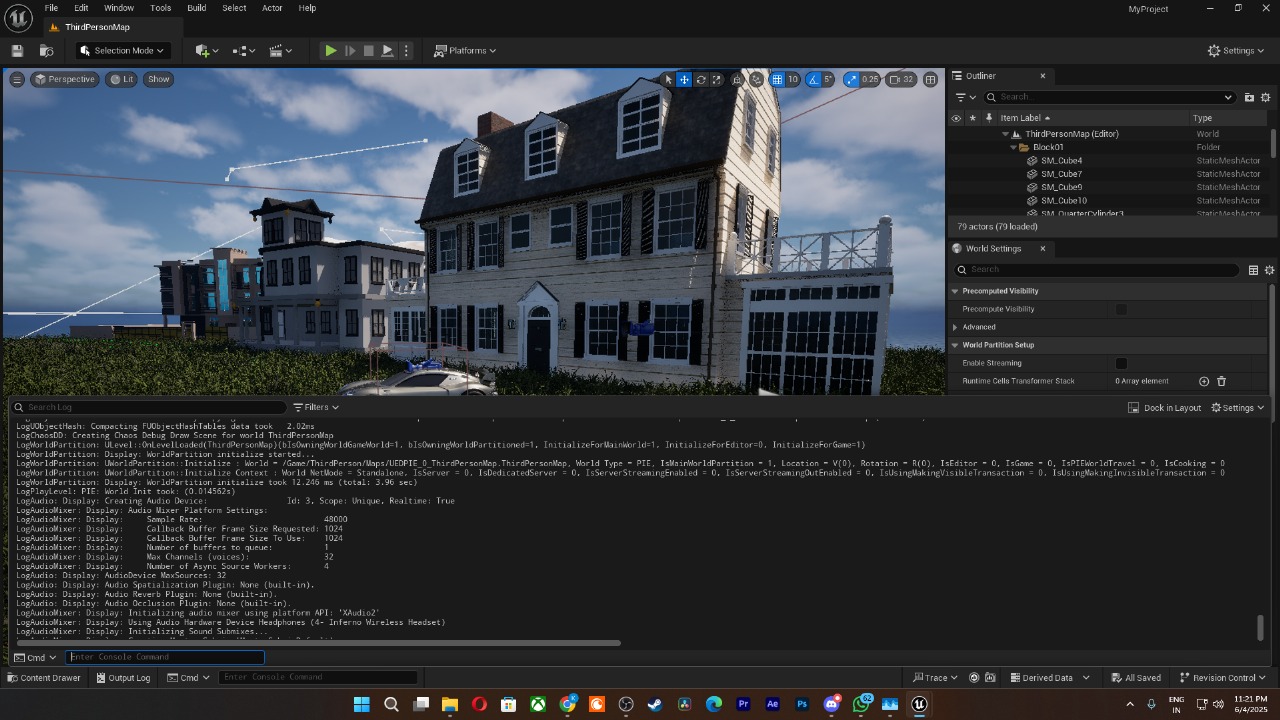 File Edit Window Tools Build Select Actor Help MyProject
ThirdPersonMap
Selection Mode Platforms Settings
Perspective Lit Show 10 5° 0.25 32
Outliner
Search...
Item Label Type
ThirdPersonMap (Editor) World
Block01 Folder
SM_Cube4 StaticMeshActor
SM_Cube7 StaticMeshActor
SM_Cube9 StaticMeshActor
SM_Cube10 StaticMeshActor
SM_QuarterCylinder3 StaticMeshActor
79 actors (79 loaded)
World Settings
Search
Precomputed Visibility
Precompute Visibility
Advanced
World Partition Setup
Enable Streaming
Runtime Cells Transformer Stack 0 Array element
Search Log Filters Dock in Layout Settings
LogUObjectHash: Compacting FUObjectHashTables data took 2.02ms
LogChaosDD: Creating Chaos Debug Draw Scene for world ThirdPersonMap
LogWorldPartition: ULevel::OnLevelLoaded(ThirdPersonMap)(bIsOwningWorldGameWorld=1, bIsOwningWorldPartitioned=1, InitializeForMainWorld=1, InitializeForEditor=0, InitializeForGame=1)
LogWorldPartition: Display: WorldPartition initialize started...
LogWorldPartition: UWorldPartition::Initialize : World = /Game/ThirdPerson/Maps/UEDPIE_0_ThirdPersonMap.ThirdPersonMap, World Type = PIE, IsMainWorldPartition = 1, Location = V(0), Rotation = R(0), IsEditor = 0, IsGame = 0, IsPIEWorldTravel = 0, IsCooking = 0
LogWorldPartition: UWorldPartition::Initialize Context : World NetMode = Standalone, IsServer = 0, IsDedicatedServer = 0, IsServerStreamingEnabled = 0, IsServerStreamingOutEnabled = 0, IsUsingMakingVisibleTransaction = 0, IsUsingMakingInvisibleTransaction = 0
LogWorldPartition: Display: WorldPartition initialize took 12.246 ms (total: 3.96 sec)
LogPlayLevel: PIE: World Init took: (0.014562s)
LogAudio: Display: Creating Audio Device: Id: 3, Scope: Unique, Realtime: True
LogAudioMixer: Display: Audio Mixer Platform Settings:
LogAudioMixer: Display: Sample Rate: 48000
LogAudioMixer: Display: Callback Buffer Frame Size Requested: 1024
LogAudioMixer: Display: Callback Buffer Frame Size To Use: 1024
LogAudioMixer: Display: Number of buffers to queue: 1
LogAudioMixer: Display: Max Channels (voices): 32
LogAudioMixer: Display: Number of Async Source Workers: 4
LogAudio: Display: AudioDevice MaxSources: 32
LogAudio: Display: Audio Spatialization Plugin: None (built-in).
LogAudio: Display: Audio Reverb Plugin: None (built-in).
LogAudio: Display: Audio Occlusion Plugin: None (built-in).
LogAudioMixer: Display: Initializing audio mixer using platform API: 'XAudio2'
LogAudioMixer: Display: Using Audio Hardware Device Headphones (4- Inferno Wireless Headset)
LogAudioMixer: Display: Initializing Sound Submixes...
Cmd Enter Console Command
Content Drawer Output Log Cmd Enter Console Command Trace Derived Data All Saved Revision Control
62
ENG
IN
11:21 PM
6/4/2025